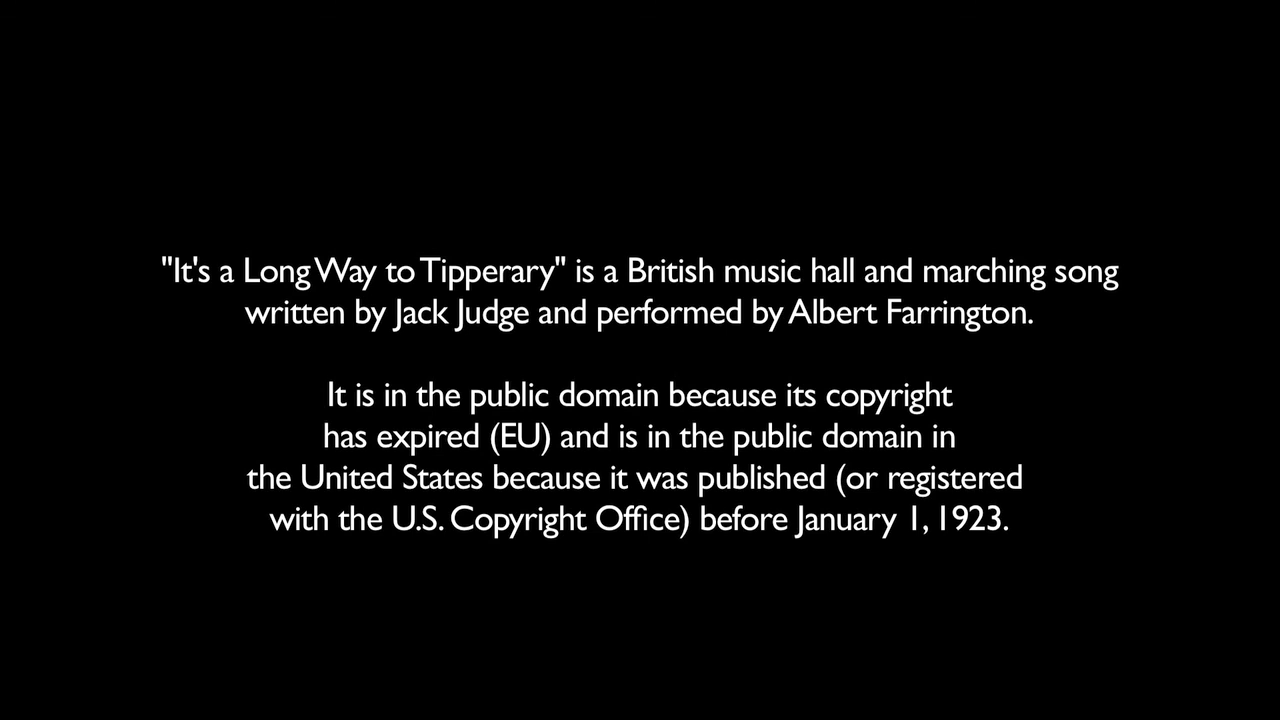 "It's a Long Way to Tipperary" is a British music hall and marching song
written by Jack Judge and performed by Albert Farrington.
It is in the public domain because its copyright
has expired (EU) and is in the public domain in
the United States because it was published (or registered
with the U.S. Copyright Office) before January 1, 1923.